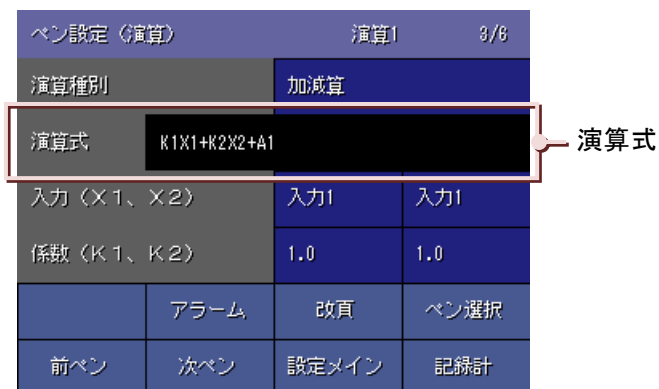 ペン設定（演算） 演算1 3/6
演算種別 加減算
演算式 K1X1+K2X2+A1
演算式
入力（X1、X2） 入力1 入力1
係数（K1、K2） 1.0 1.0
アラーム 改頁 ペン選択
前ペン 次ペン 設定メイン 記録計